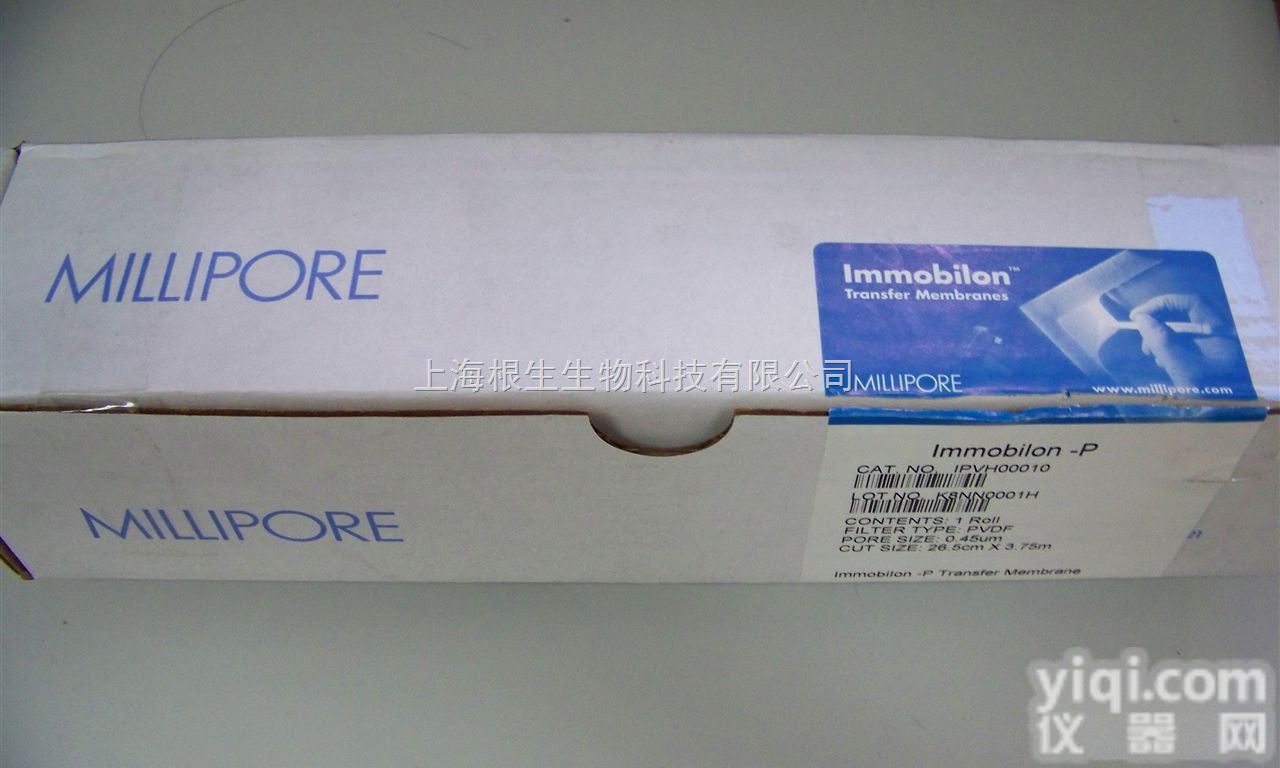 MILLIPORE
Immobilon™
Transfer Membranes
MILLIPORE
www.millipore.com
上海根生生物科技有限公司
MILLIPORE
Immobilon -P
CAT. NO. IPVH00010
LOT NO. K8NN0001H
CONTENTS: 1 Roll
FILTER TYPE: PVDF
PORE SIZE: 0.45um
CUT SIZE: 26.5cm X 3.75m
Immobilon -P Transfer Membrane
21
yiqi.com
仪器网